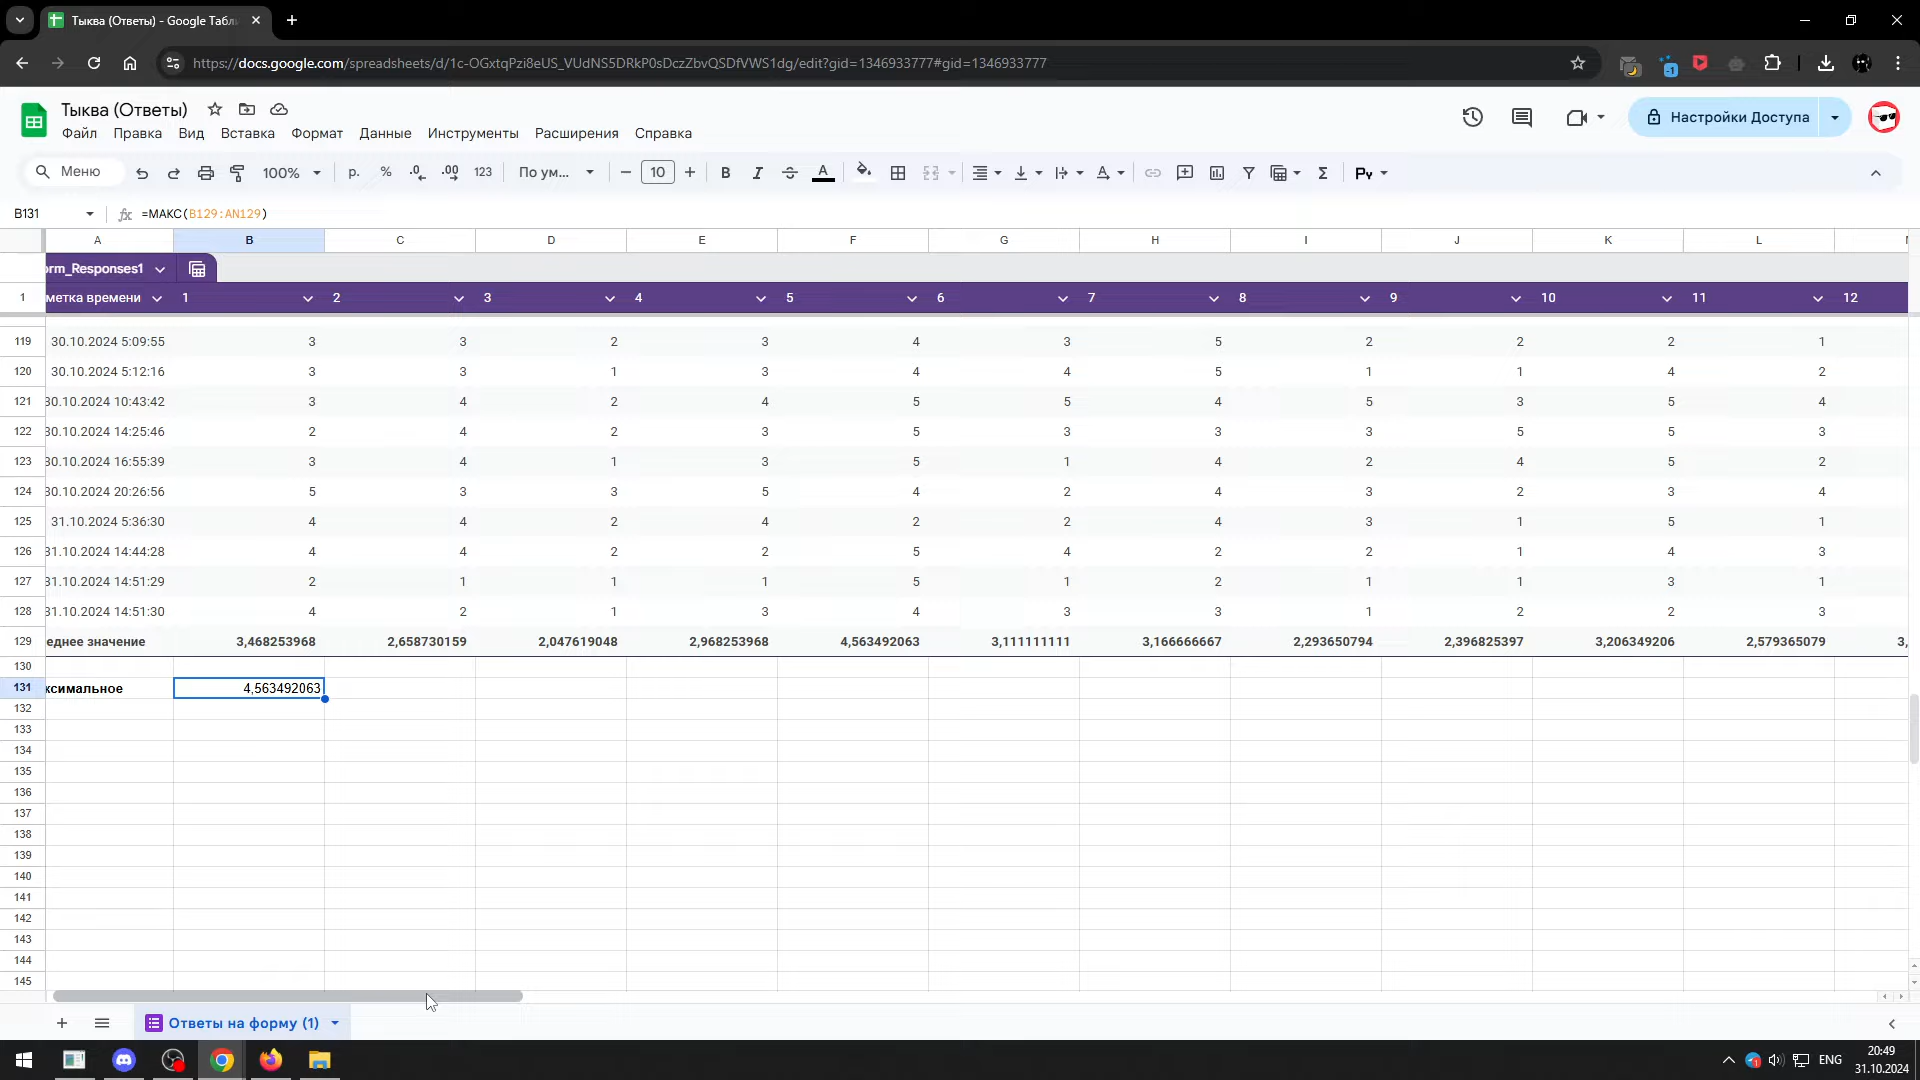 Тыква (Ответы) - Google Табл
https://docs.google.com/spreadsheets/d/1c-OGxtqPzi8eUS_VUdNS5DRkP0sDczZbvQSDfVWS1dg/edit?gid=1346933777#gid=1346933777
-1
Тыква (Ответы)
Файл Правка Вид Вставка Формат Данные Инструменты Расширения Справка
Настройки Доступа
Меню 100% р. % .0 .00 123 По ум... − 10 + B I A Σ Py
B131 fx =МАКС(B129:AN129)
A B C D E F G H I J K L
orm_Responses1
1 метка времени 1 2 3 4 5 6 7 8 9 10 11 12
119 30.10.2024 5:09:55 3 3 2 3 4 3 5 2 2 2 1
120 30.10.2024 5:12:16 3 3 1 3 4 4 5 1 1 4 2
121 30.10.2024 10:43:42 3 4 2 4 5 5 4 5 3 5 4
122 30.10.2024 14:25:46 2 4 2 3 5 3 3 3 5 5 3
123 30.10.2024 16:55:39 3 4 1 3 5 1 4 2 4 5 2
124 30.10.2024 20:26:56 5 3 3 5 4 2 4 3 2 3 4
125 31.10.2024 5:36:30 4 4 2 4 2 2 4 3 1 5 1
126 31.10.2024 14:44:28 4 4 2 2 5 4 2 2 1 4 3
127 31.10.2024 14:51:29 2 1 1 1 5 1 2 1 1 3 1
128 31.10.2024 14:51:30 4 2 1 3 4 3 3 1 2 2 3
129 еднее значение 3,468253968 2,658730159 2,047619048 2,968253968 4,563492063 3,111111111 3,166666667 2,293650794 2,396825397 3,206349206 2,579365079 3,
130
131 ксимальное 4,563492063
132
133
134
135
136
137
138
139
140
141
142
143
144
145
Ответы на форму (1)
ENG
20:49
31.10.2024